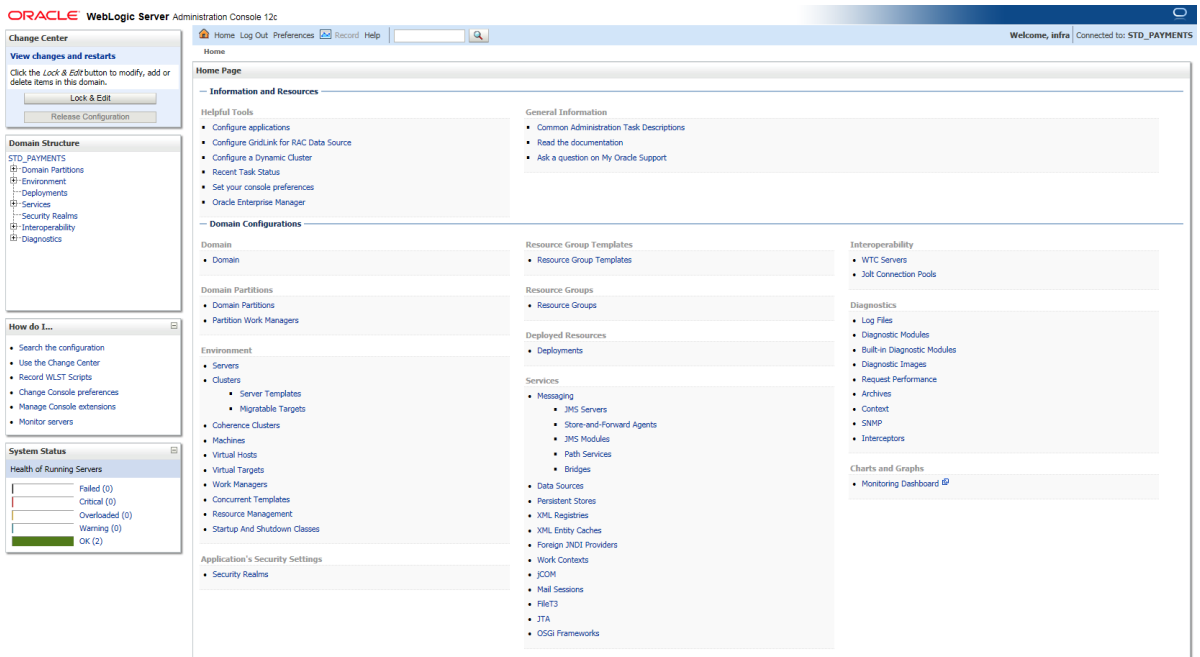 ORACLE WebLogic Server Administration Console 12c
Change Center
View changes and restarts
Click the Lock & Edit button to modify, add or
delete items in this domain.
Lock & Edit
Release Configuration
Domain Structure
STD_PAYMENTS
Domain Partitions
Environment
Deployments
Services
Security Realms
Interoperability
Diagnostics
How do I...
Search the configuration
Use the Change Center
Record WLST Scripts
Change Console preferences
Manage Console extensions
Monitor servers
System Status
Health of Running Servers
Failed (0)
Critical (0)
Overloaded (0)
Warning (0)
OK (2)
Home Log Out Preferences Record Help
Welcome, infra Connected to: STD_PAYMENTS
Home
Home Page
Information and Resources
Helpful Tools
Configure applications
Configure GridLink for RAC Data Source
Configure a Dynamic Cluster
Recent Task Status
Set your console preferences
Oracle Enterprise Manager
General Information
Common Administration Task Descriptions
Read the documentation
Ask a question on My Oracle Support
Domain Configurations
Domain
Domain
Domain Partitions
Domain Partitions
Partition Work Managers
Environment
Servers
Clusters
Server Templates
Migratable Targets
Coherence Clusters
Machines
Virtual Hosts
Virtual Targets
Work Managers
Concurrent Templates
Resource Management
Startup And Shutdown Classes
Application's Security Settings
Security Realms
Resource Group Templates
Resource Group Templates
Resource Groups
Resource Groups
Deployed Resources
Deployments
Services
Messaging
JMS Servers
Store-and-Forward Agents
JMS Modules
Path Services
Bridges
Data Sources
Persistent Stores
XML Registries
XML Entity Caches
Foreign JNDI Providers
Work Contexts
jCOM
Mail Sessions
FileT3
JTA
OSGi Frameworks
Interoperability
WTC Servers
Jolt Connection Pools
Diagnostics
Log Files
Diagnostic Modules
Built-in Diagnostic Modules
Diagnostic Images
Request Performance
Archives
Context
SNMP
Interceptors
Charts and Graphs
Monitoring Dashboard